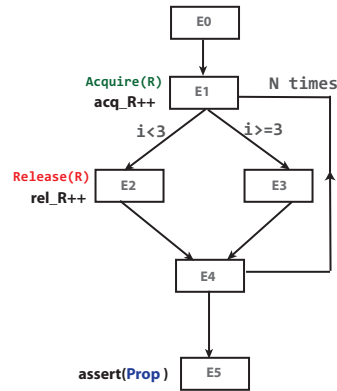 E0
Acquire(R)
acq_R++
E1
N times
i<3
i>=3
Release(R)
rel_R++
E2
E3
E4
assert(Prop )
E5